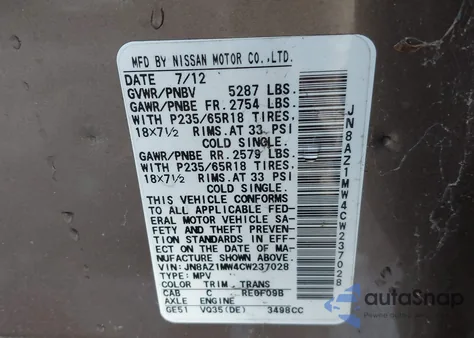 MFD BY NISSAN MOTOR CO.,LTD.
DATE 7/12
GVWR/PNBV 5287 LBS.
GAWR/PNBE FR. 2754 LBS.
WITH P235/65R18 TIRES,
18X7½ RIMS.AT 33 PSI
COLD SINGLE.
GAWR/PNBE RR. 2579 LBS.
WITH P235/65R18 TIRES,
18X7½ RIMS.AT 33 PSI
COLD SINGLE.
THIS VEHICLE CONFORMS
TO ALL APPLICABLE FED-
ERAL MOTOR VEHICLE SA-
FETY AND THEFT PREVENT-
ION STANDARDS IN EFF-
ECT ON THE DATE OF MA-
NUFACTURE SHOWN ABOVE.
VIN:JN8AZ1MW4CW237028
TYPE: MPV
COLOR TRIM TRANS
CAB C RE0F09B
AXLE ENGINE
GE51 VQ35(DE) 3498CC
JN8AZ1MW4CW237028
autoSnap
www.autosnap.c